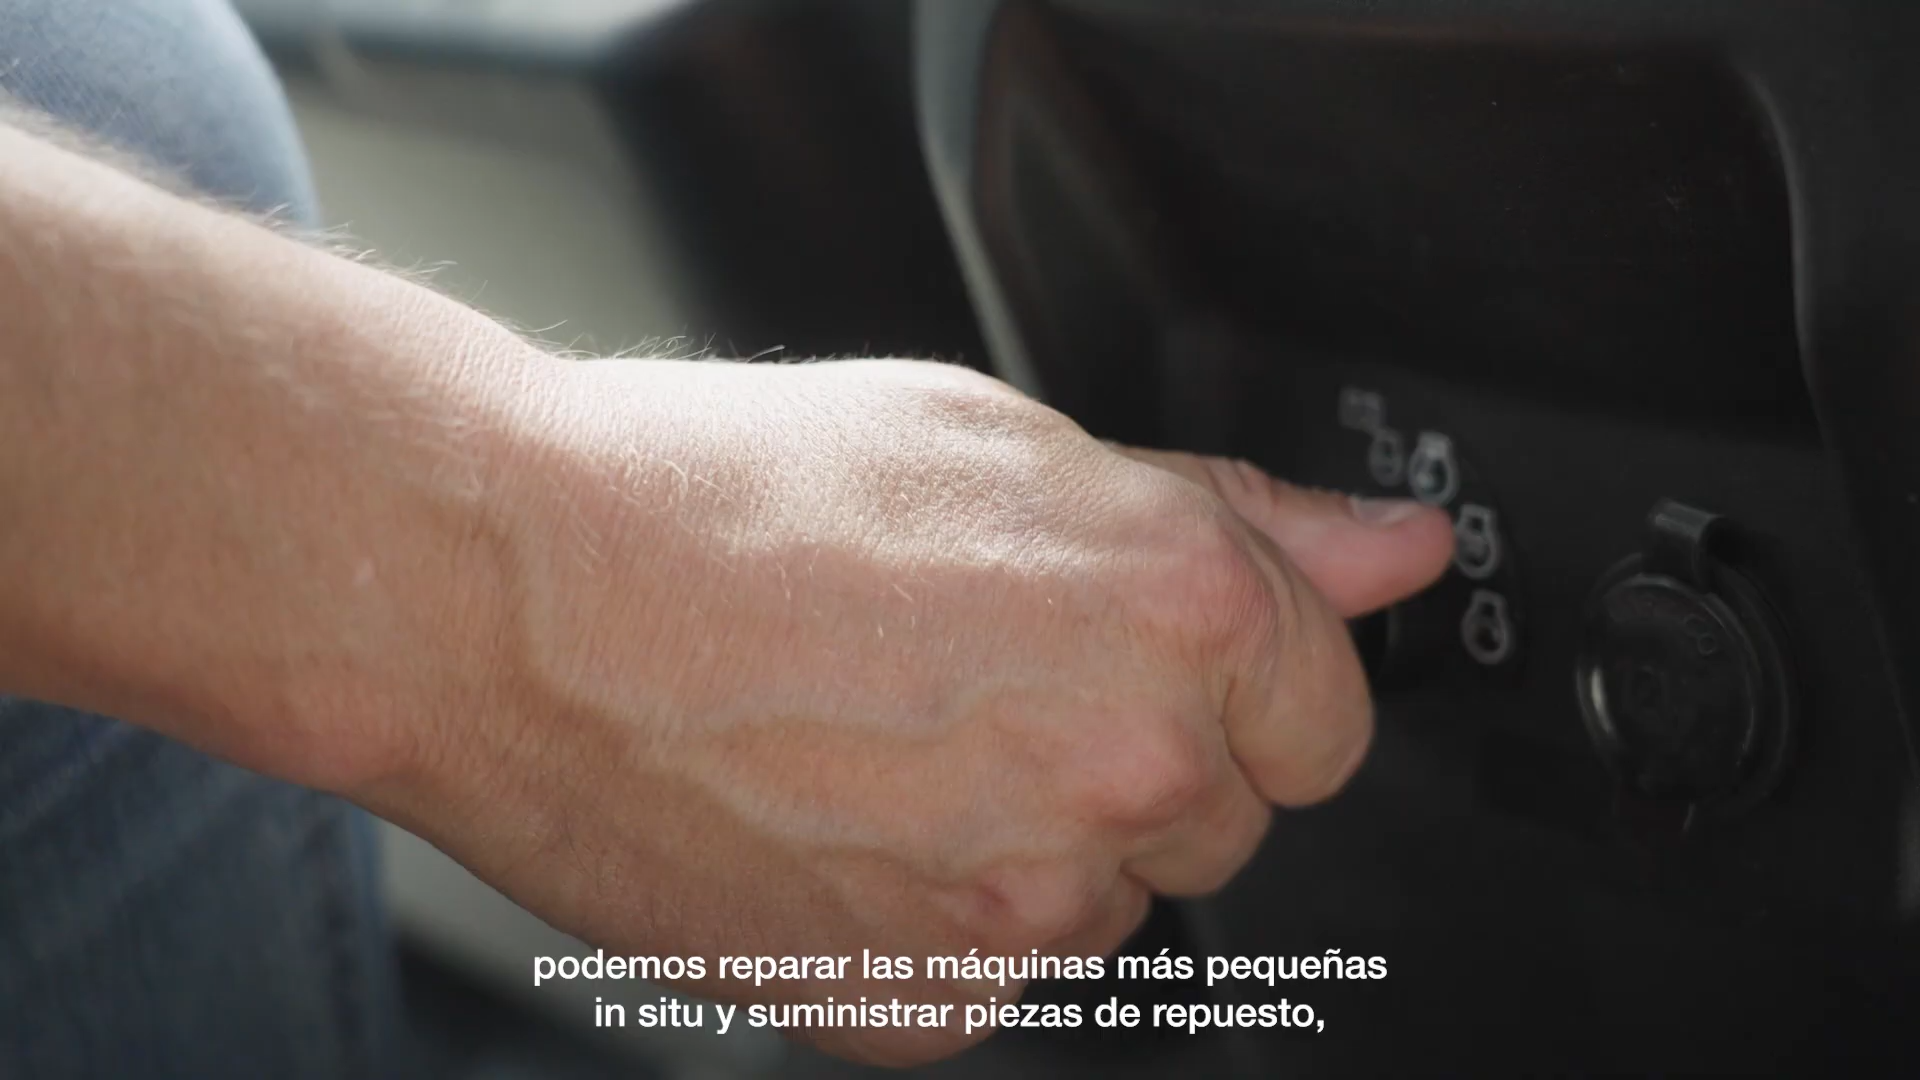 podemos reparar las máquinas más pequeñas
in situ y suministrar piezas de repuesto,